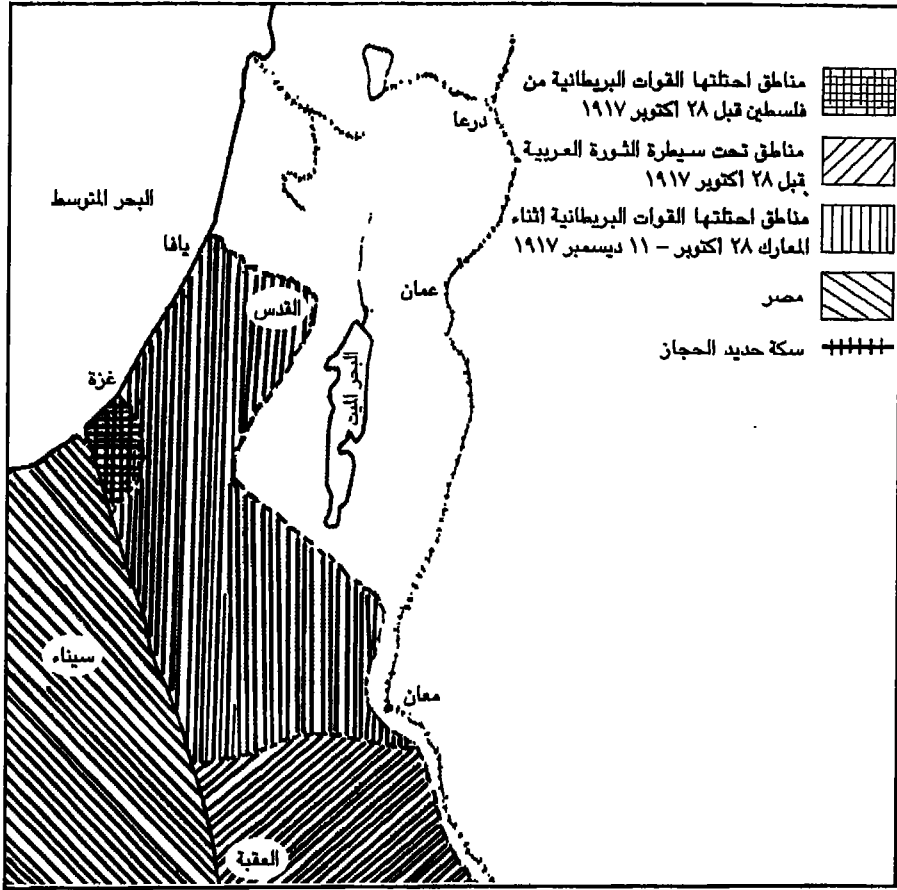 مناطق احتلتها القوات البريطانية من
فلسطين قبل ٢٨ اكتوبر ١٩١٧
مناطق تحت سيطرة الثورة العربية
قبل ٢٨ اكتوبر ١٩١٧
مناطق احتلتها القوات البريطانية اثناء
المعارك ٢٨ اكتوبر – ١١ ديسمبر ١٩١٧
مصر
سكة حديد الحجاز
درعا
البحر المتوسط
يافا
القدس
عمان
البحر الميت
غزة
سيناء
معان
العقبة